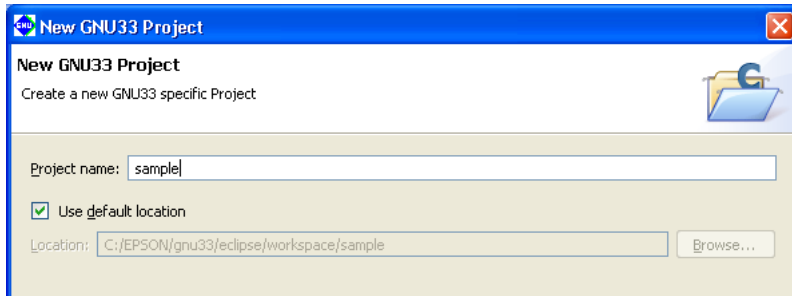 GNU New GNU33 Project
New GNU33 Project
Create a new GNU33 specific Project
C
Project name: sample
Use default location
Location: C:/EPSON/gnu33/eclipse/workspace/sample Browse...